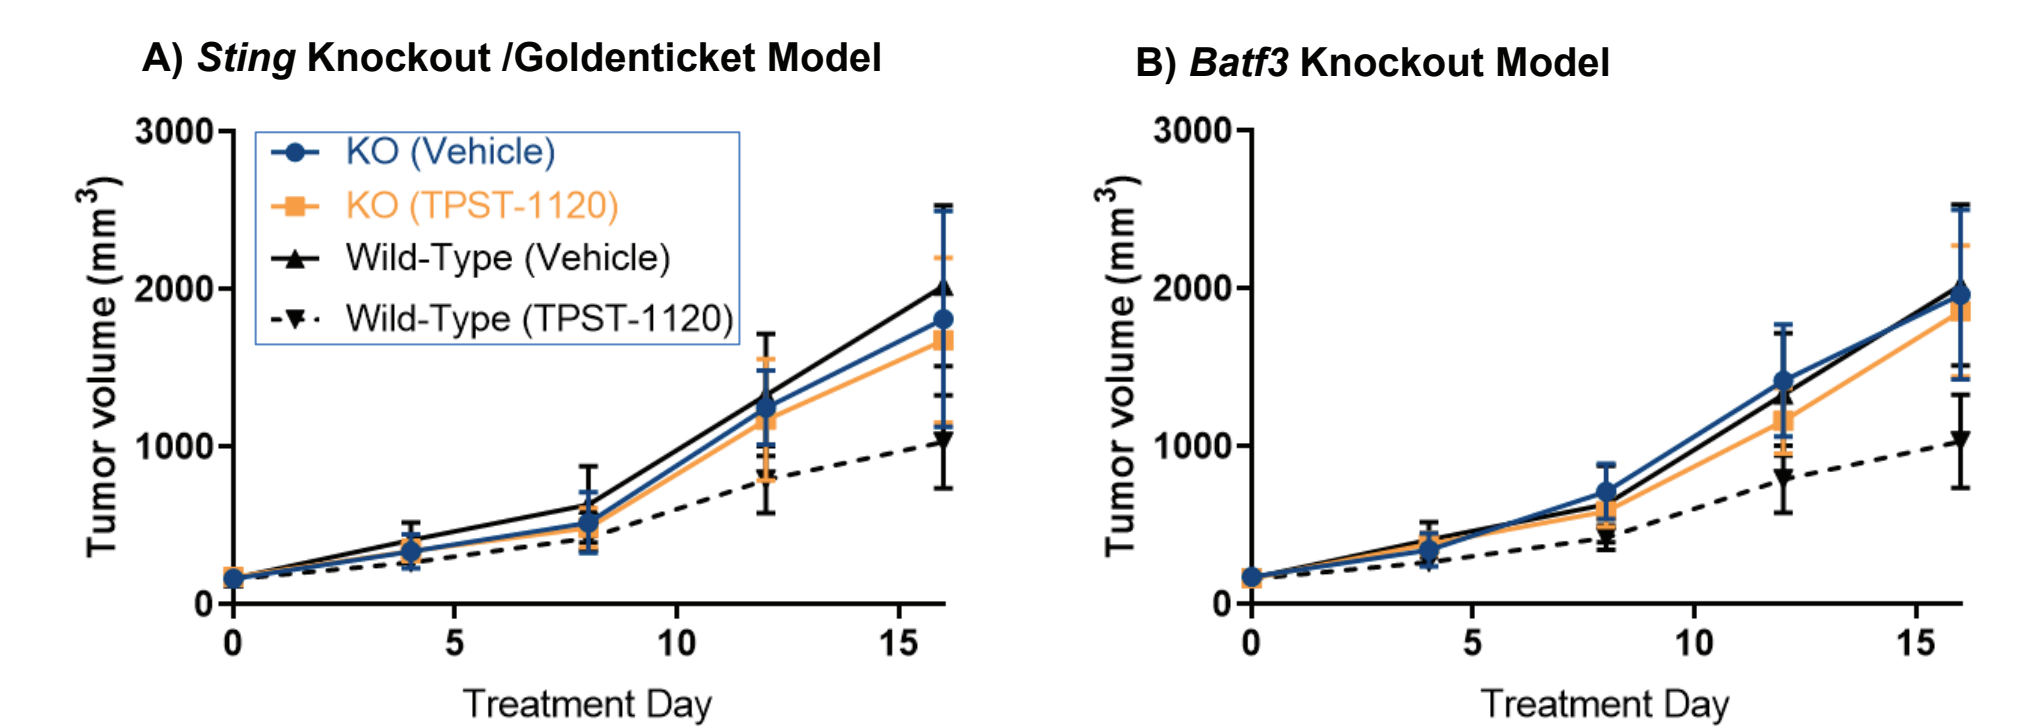 A) Sting Knockout /Goldenticket Model
Tumor volume (mm³)
3000
2000
1000
0
KO (Vehicle)
KO (TPST-1120)
Wild-Type (Vehicle)
Wild-Type (TPST-1120)
0 5 10 15
Treatment Day
B) Batf3 Knockout Model
Tumor volume (mm³)
3000
2000
1000
0
0 5 10 15
Treatment Day